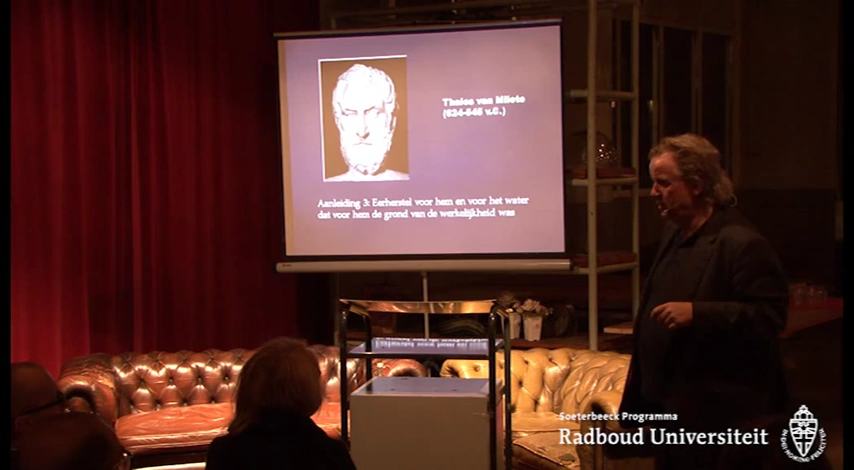 Thales van Milete
(624-545 v.C.)
Aanleiding 3: Eerherstel voor hem en voor het water
dat voor hem de grond van de werkelijkheid was
Soeterbeeck Programma
Radboud Universiteit